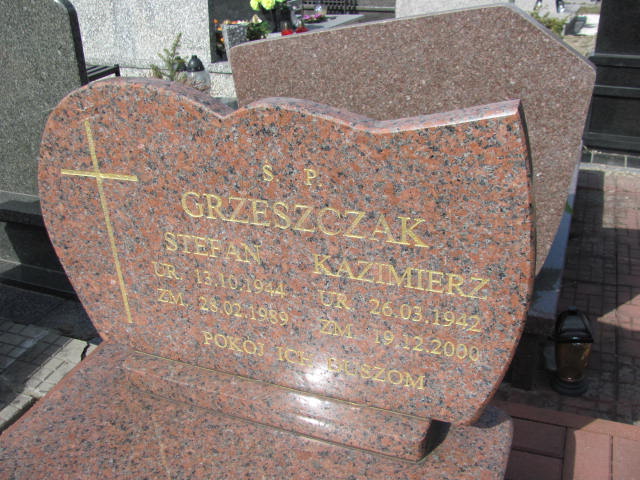 S. P.
GRZESZCZAK
STEFAN
UR. 13.10.1944
ZM. 28.02.1989
KAZIMIERZ
UR. 26.03.1942
ZM. 19.12.2000
POKÓJ ICH DUSZOM